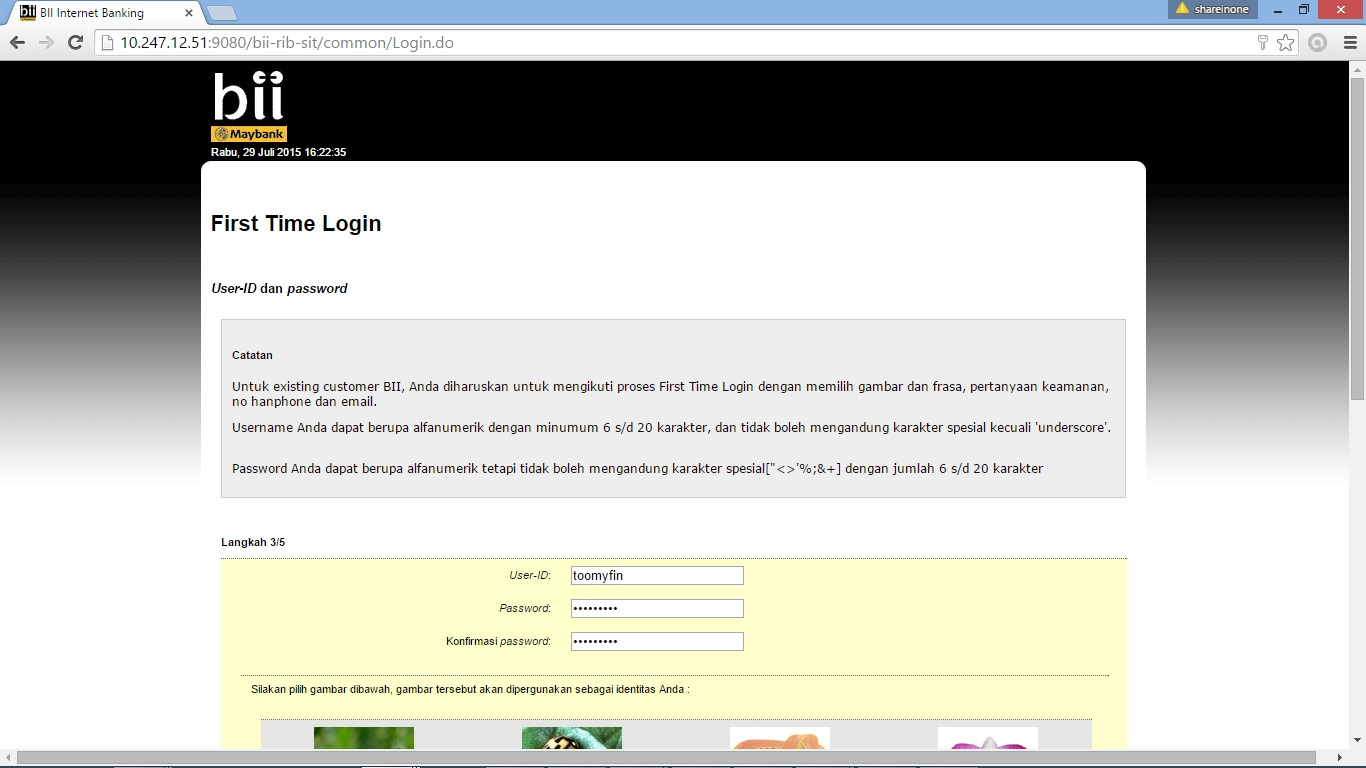 BII Internet Banking
shareinone
10.247.12.51:9080/bii-rib-sit/common/Login.do
bii
Maybank
Rabu, 29 Juli 2015 16:22:35
First Time Login
User-ID dan password
Catatan
Untuk existing customer BII, Anda diharuskan untuk mengikuti proses First Time Login dengan memilih gambar dan frasa, pertanyaan keamanan,
no hanphone dan email.
Username Anda dapat berupa alfanumerik dengan minumum 6 s/d 20 karakter, dan tidak boleh mengandung karakter spesial kecuali 'underscore'.
Password Anda dapat berupa alfanumerik tetapi tidak boleh mengandung karakter spesial["<>'%;&+] dengan jumlah 6 s/d 20 karakter
Langkah 3/5
User-ID: toomyfin
Password: •••••••••
Konfirmasi password: •••••••••
Silakan pilih gambar dibawah, gambar tersebut akan dipergunakan sebagai identitas Anda :